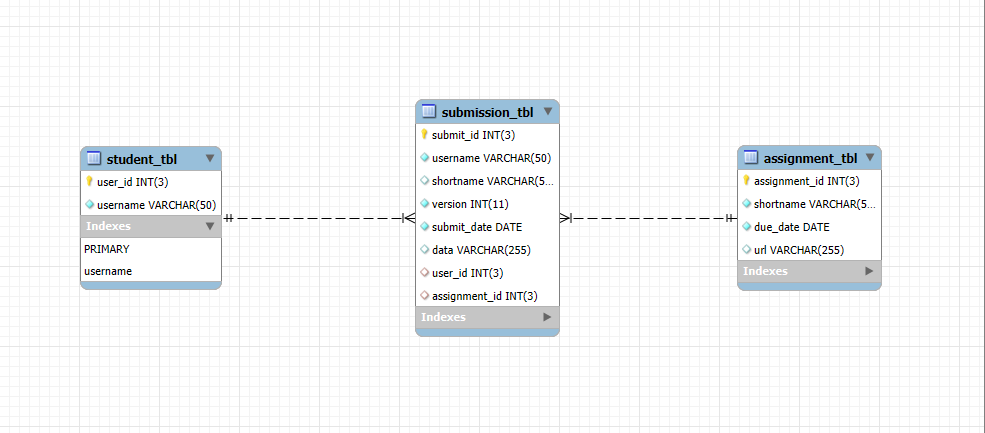 student_tbl
user_id INT(3)
username VARCHAR(50)
Indexes
PRIMARY
username
submission_tbl
submit_id INT(3)
username VARCHAR(50)
shortname VARCHAR(5...
version INT(11)
submit_date DATE
data VARCHAR(255)
user_id INT(3)
assignment_id INT(3)
Indexes
assignment_tbl
assignment_id INT(3)
shortname VARCHAR(5...
due_date DATE
url VARCHAR(255)
Indexes